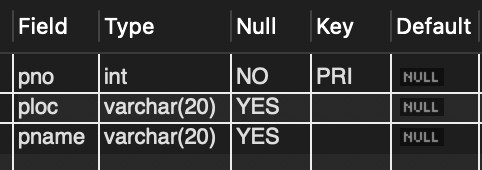 Field Type Null Key Default
pno int NO PRI NULL
ploc varchar(20) YES NULL
pname varchar(20) YES NULL